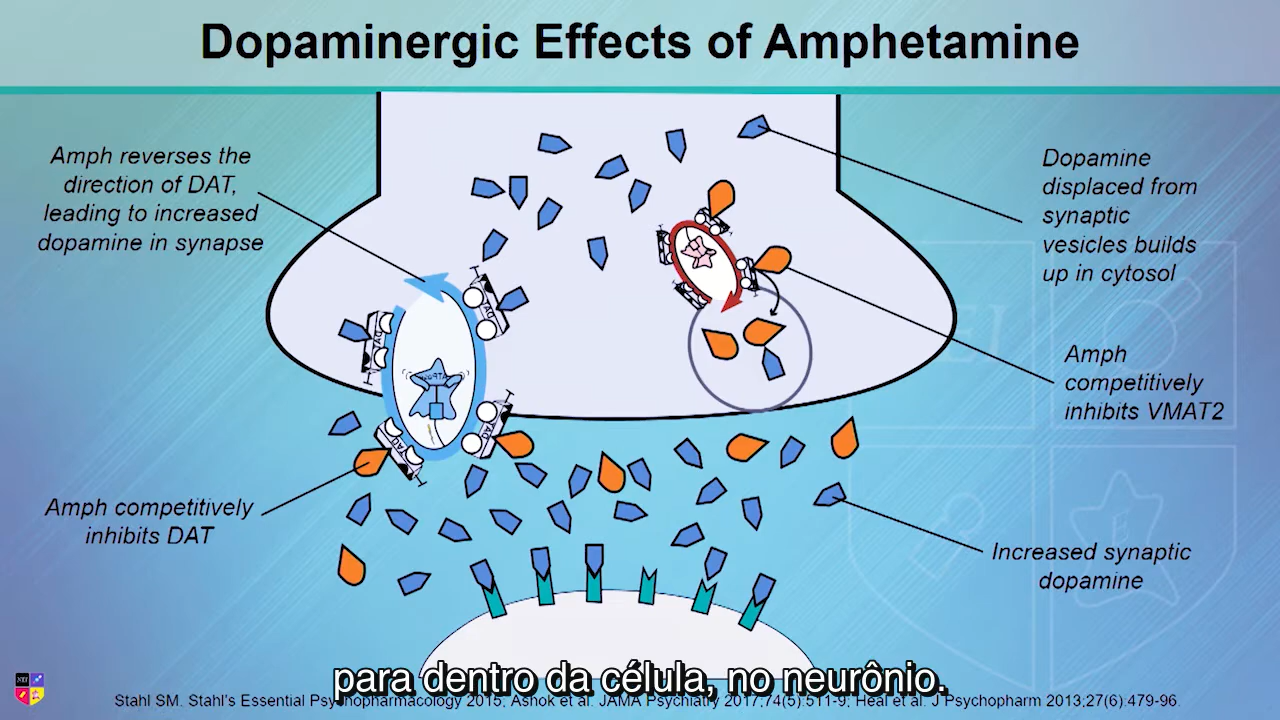 Dopaminergic Effects of Amphetamine
Amph reverses the
direction of DAT,
leading to increased
dopamine in synapse
Dopamine
displaced from
synaptic
vesicles builds
up in cytosol
Amph
competitively
inhibits VMAT2
Amph competitively
inhibits DAT
Increased synaptic
dopamine
para dentro da célula, no neurônio.
Stahl SM. Stahl's Essential Psychopharmacology 2015; Ashok et al. JAMA Psychiatry 2017;74(5):511-9; Heal et al. J Psychopharm 2013;27(6):479-96.